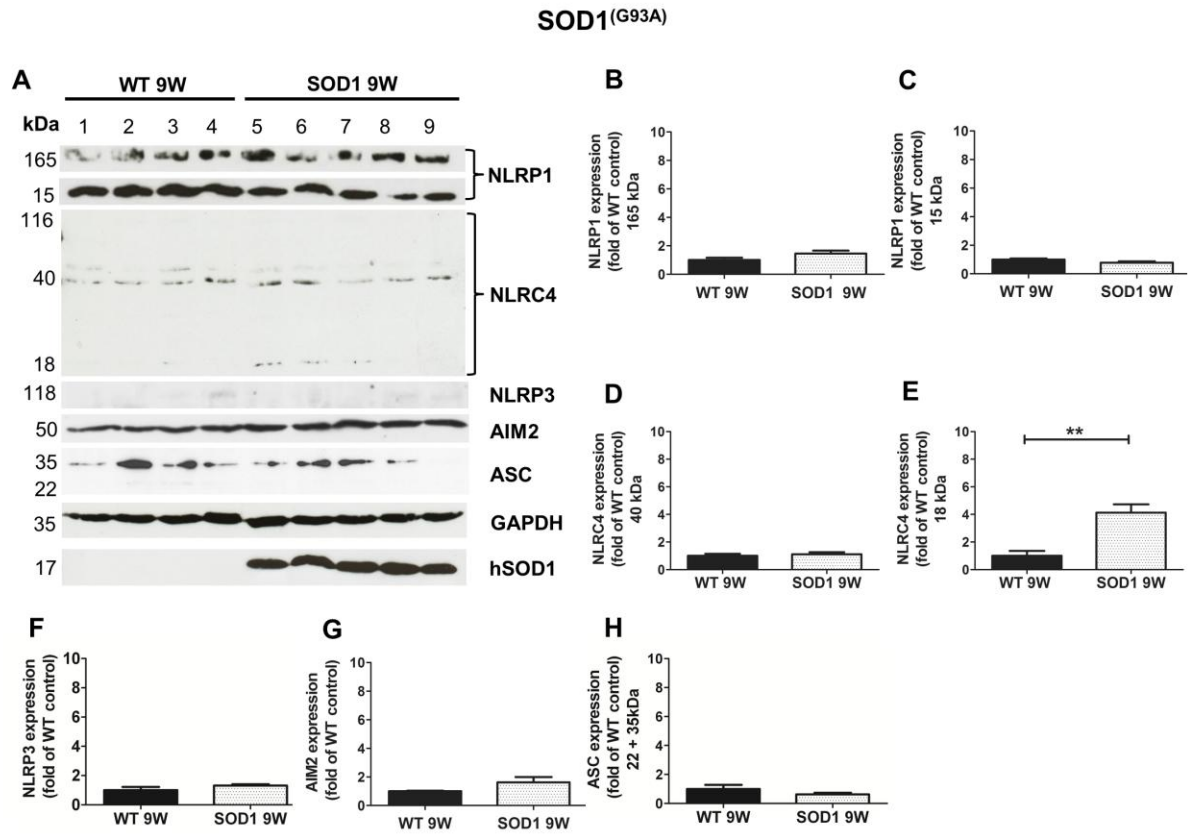 SOD1(G93A)
A
WT 9W SOD1 9W
kDa 1 2 3 4 5 6 7 8 9
165
15
NLRP1
116
40
18
NLRC4
118 NLRP3
50 AIM2
35
22
ASC
35 GAPDH
17 hSOD1
B
NLRP1 expression
(fold of WT control)
165 kDa
10
8
6
4
2
0
WT 9W SOD1 9W
C
NLRP1 expression
(fold of WT control)
15 kDa
10
8
6
4
2
0
WT 9W SOD1 9W
D
NLRC4 expression
(fold of WT control)
40 kDa
10
8
6
4
2
0
WT 9W SOD1 9W
E
NLRC4 expression
(fold of WT control)
18 kDa
10
8
6
4
2
0
**
WT 9W SOD1 9W
F
NLRP3 expression
(fold of WT control)
10
8
6
4
2
0
WT 9W SOD1 9W
G
AIM2 expression
(fold of WT control)
10
8
6
4
2
0
WT 9W SOD1 9W
H
ASC expression
(fold of WT control)
22 + 35kDa
10
8
6
4
2
0
WT 9W SOD1 9W